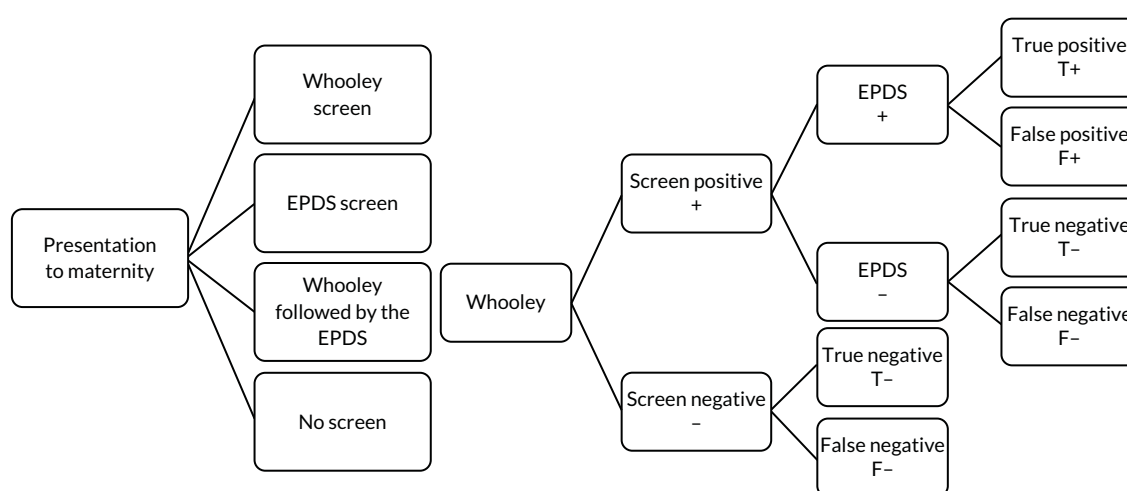 Presentation
to maternity
Whooley
screen
EPDS screen
Whooley
followed by the
EPDS
No screen
Whooley
Screen positive
+
Screen negative
–
EPDS
+
EPDS
–
True positive
T+
False positive
F+
True negative
T–
False negative
F–
True negative
T–
False negative
F–